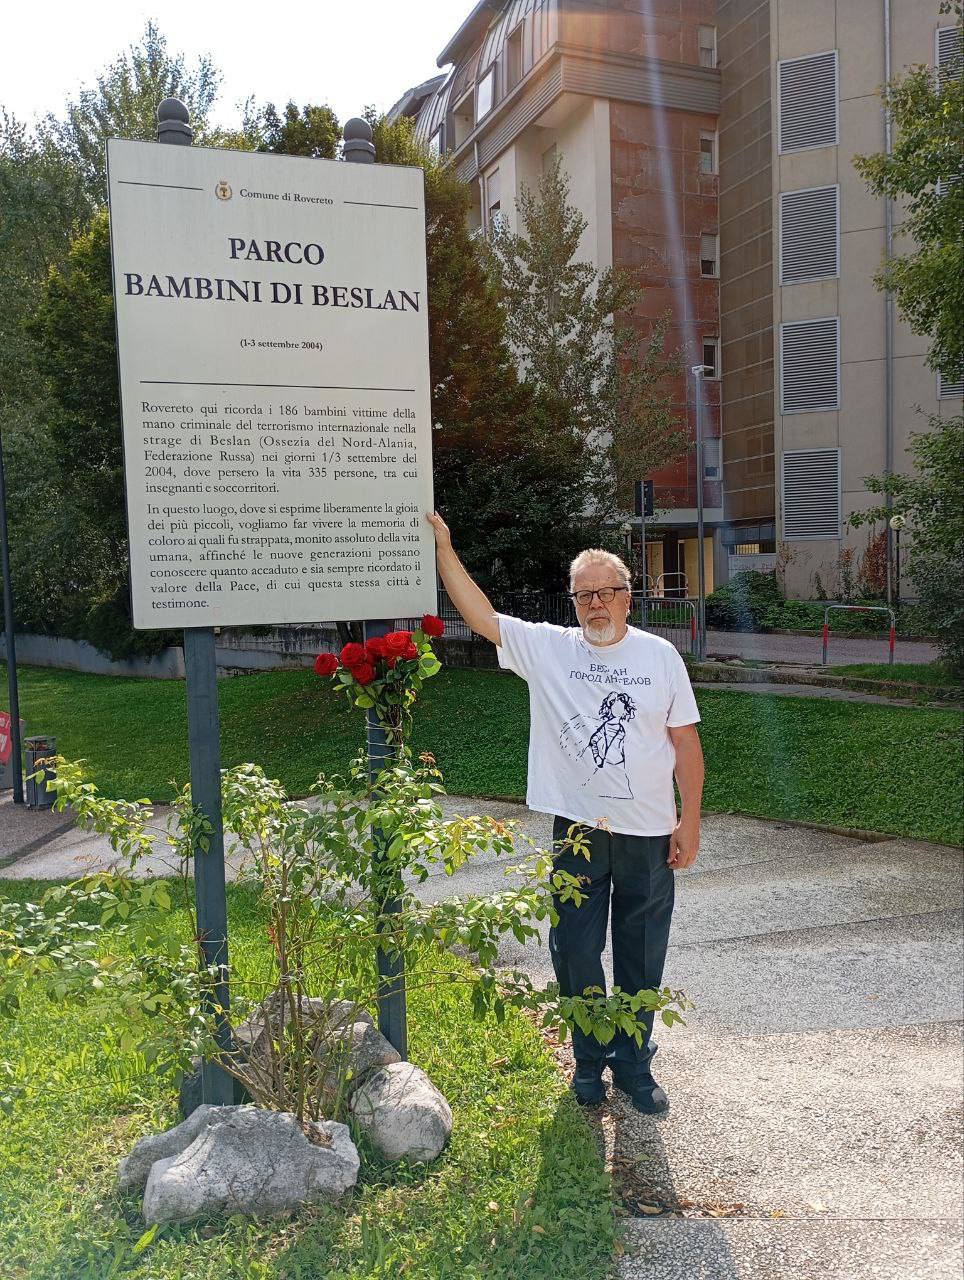 Comune di Rovereto
PARCO
BAMBINI DI BESLAN
(1-3 settembre 2004)
Rovereto qui ricorda i 186 bambini vittime della
mano criminale del terrorismo internazionale nella
strage di Beslan (Ossezia del Nord-Alania,
Federazione Russa) nei giorni 1/3 settembre del
2004, dove persero la vita 335 persone, tra cui
insegnanti e soccorritori.
In questo luogo, dove si esprime liberamente la gioia
dei più piccoli, vogliamo far vivere la memoria di
coloro ai quali fu strappata, monito assoluto della vita
umana, affinché le nuove generazioni possano
conoscere quanto accaduto e sia sempre ricordato il
valore della Pace, di cui questa stessa città è
testimone.
БЕСЛАН
ГОРОД АНГЕЛОВ